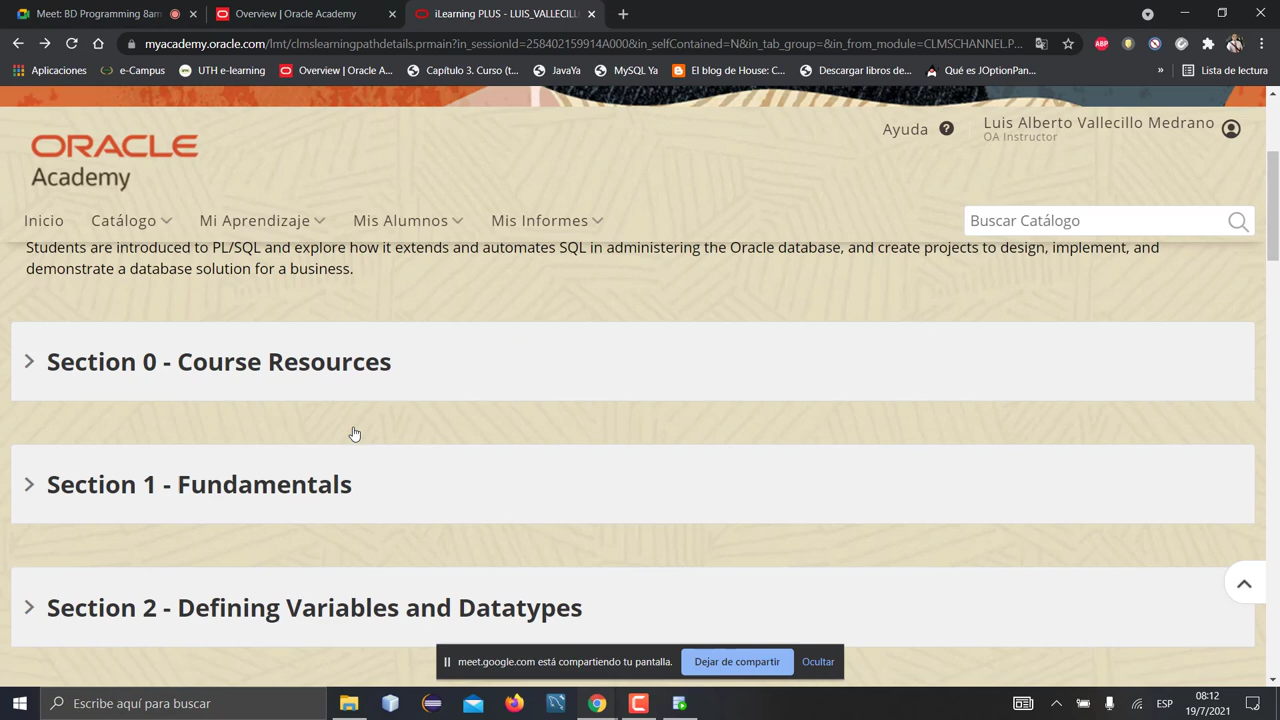 Meet: BD Programming 8am
Overview | Oracle Academy
iLearning PLUS - LUIS_VALLECILL
myacademy.oracle.com/lmt/clmslearningpathdetails.prmain?in_sessionId=258402159914A000&in_selfContained=N&in_tab_group=&in_from_module=CLMSCHANNEL.P...
Aplicaciones
e-Campus
UTH e-learning
Overview | Oracle A...
Capítulo 3. Curso (t...
JavaYa
MySQL Ya
El blog de House: C...
Descargar libros de...
Qué es JOptionPan...
»
Lista de lectura
ORACLE
Academy
Ayuda
Luis Alberto Vallecillo Medrano
OA Instructor
Inicio
Catálogo
Mi Aprendizaje
Mis Alumnos
Mis Informes
Buscar Catálogo
Students are introduced to PL/SQL and explore how it extends and automates SQL in administering the Oracle database, and create projects to design, implement, and
demonstrate a database solution for a business.
Section 0 - Course Resources
Section 1 - Fundamentals
Section 2 - Defining Variables and Datatypes
meet.google.com está compartiendo tu pantalla.
Dejar de compartir
Ocultar
Escribe aquí para buscar
ESP
08:12
19/7/2021